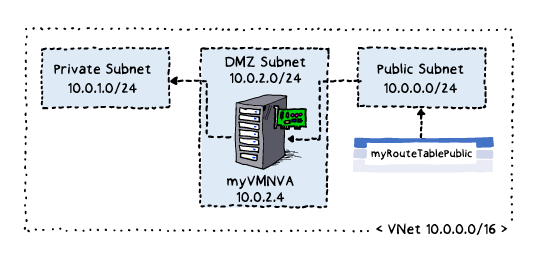 Private Subnet
10.0.1.0/24
DMZ Subnet
10.0.2.0/24
myVMNVA
10.0.2.4
Public Subnet
10.0.0.0/24
myRouteTablePublic
< VNet 10.0.0.0/16 >